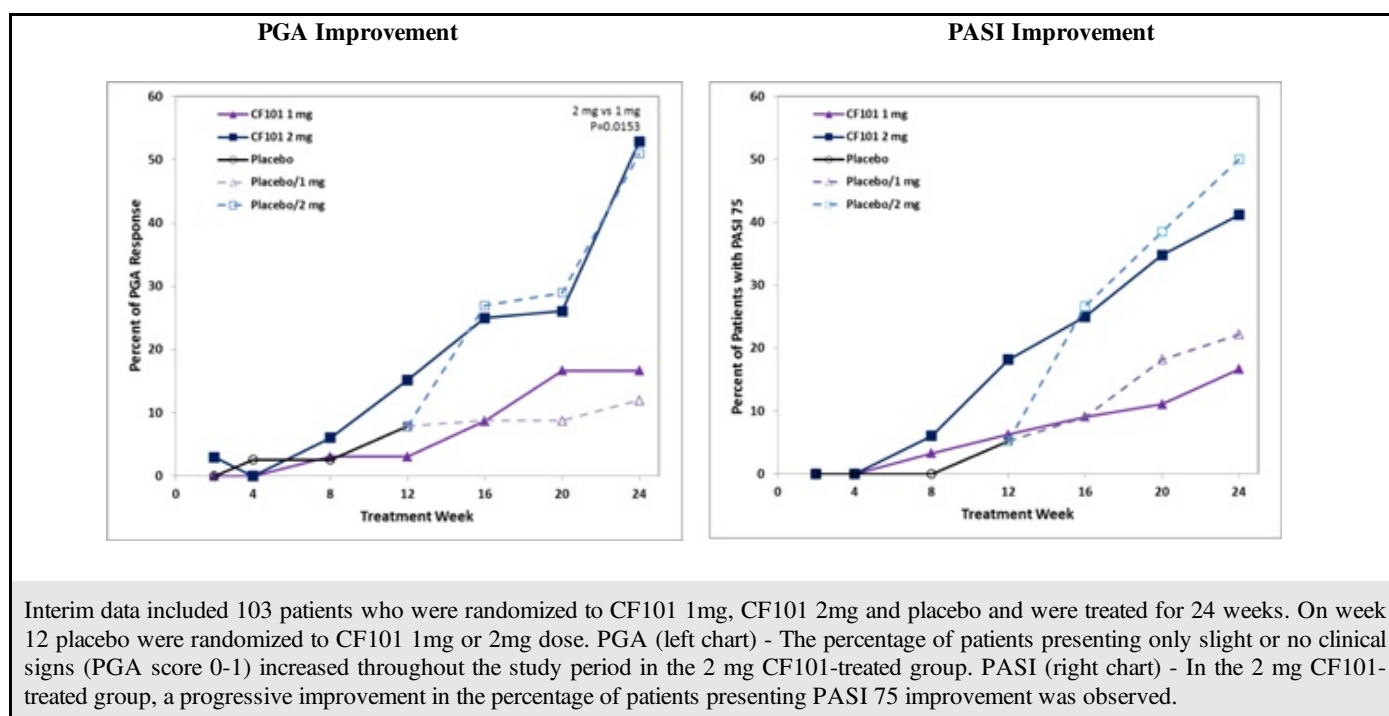 PGA Improvement
PASI Improvement
60
50
40
30
20
10
0
Percent of PGA Response
CF101 1 mg
CF101 2 mg
Placebo
Placebo/1 mg
Placebo/2 mg
2 mg vs 1 mg
P=0.0153
0 4 8 12 16 20 24
Treatment Week
60
50
40
30
20
10
0
Percent of Patients with PASI 75
CF101 1 mg
CF101 2 mg
Placebo
Placebo/1 mg
Placebo/2 mg
0 4 8 12 16 20 24
Treatment Week
Interim data included 103 patients who were randomized to CF101 1mg, CF101 2mg and placebo and were treated for 24 weeks. On week
12 placebo were randomized to CF101 1mg or 2mg dose. PGA (left chart) - The percentage of patients presenting only slight or no clinical
signs (PGA score 0-1) increased throughout the study period in the 2 mg CF101-treated group. PASI (right chart) - In the 2 mg CF101-
treated group, a progressive improvement in the percentage of patients presenting PASI 75 improvement was observed.